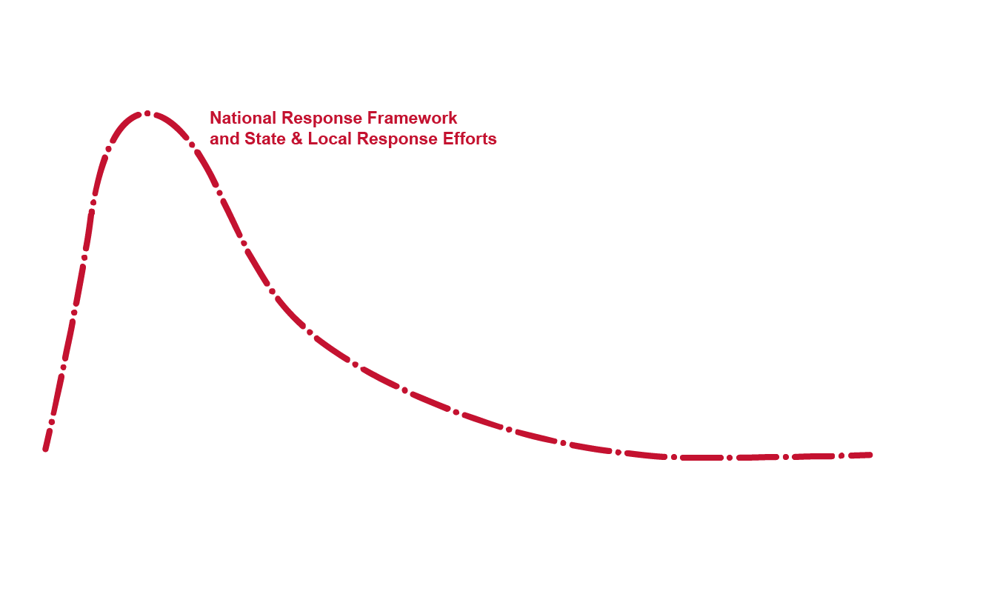 National Response Framework
and State & Local Response Efforts